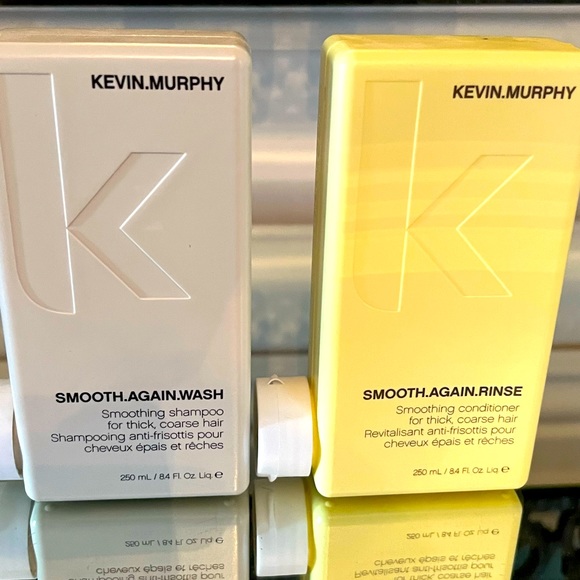 KEVIN.MURPHY
SMOOTH.AGAIN.WASH
Smoothing shampoo
for thick, coarse hair
Shampooing anti-frisottis pour
cheveux épais et rêches
250 mL / 8.4 Fl. Oz. Liq. ℮
KEVIN.MURPHY
SMOOTH.AGAIN.RINSE
Smoothing conditioner
for thick, coarse hair
Revitalisant anti-frisottis pour
cheveux épais et rêches
250 mL / 8.4 Fl. Oz. Liq. ℮